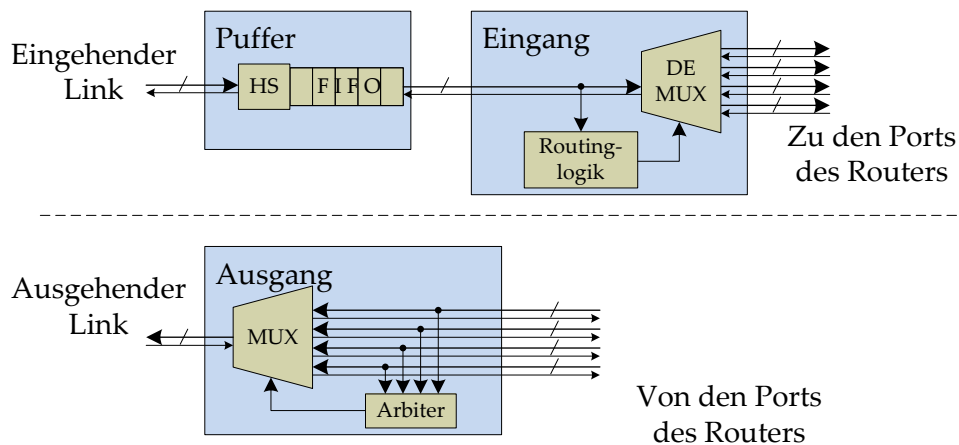 Puffer
Eingang
Eingehender
Link
HS
F I F O
DE
MUX
Routing-
logik
Zu den Ports
des Routers
Ausgang
Ausgehender
Link
MUX
Arbiter
Von den Ports
des Routers